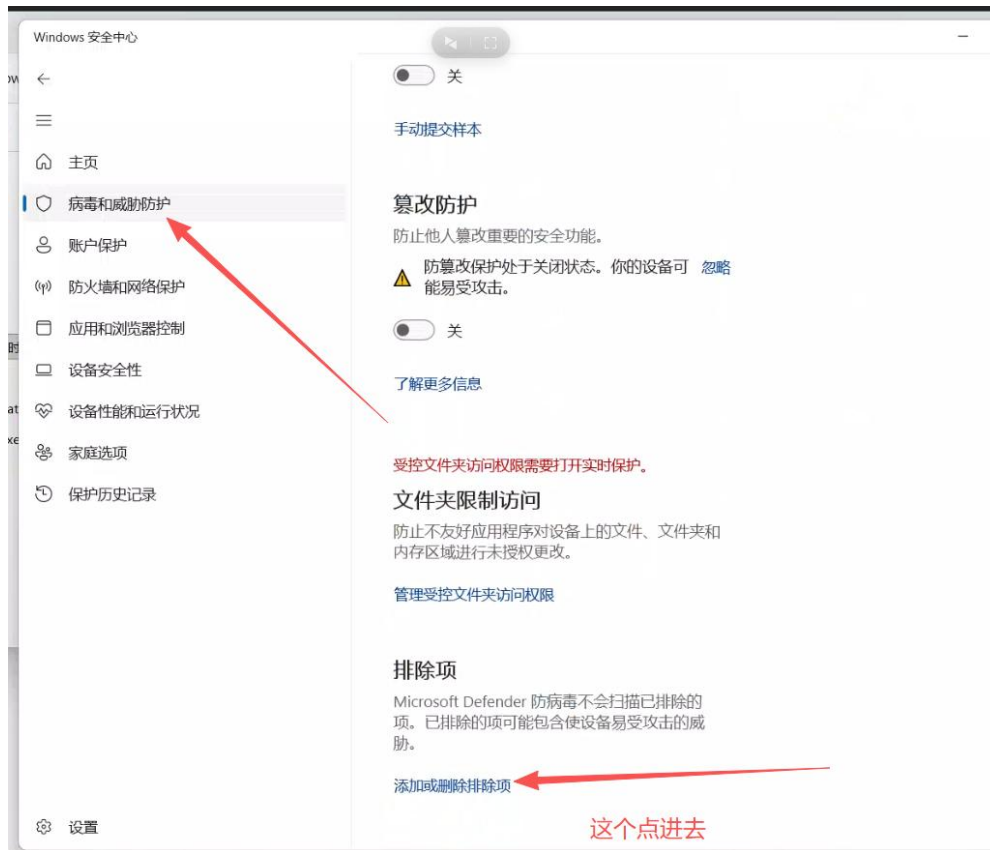 Windows 安全中心
关
手动提交样本
主页
病毒和威胁防护
账户保护
防火墙和网络保护
应用和浏览器控制
设备安全性
设备性能和运行状况
家庭选项
保护历史记录
设置
篡改防护
防止他人篡改重要的安全功能。
防篡改保护处于关闭状态。你的设备可 忽略
能易受攻击。
关
了解更多信息
受控文件夹访问权限需要打开实时保护。
文件夹限制访问
防止不友好应用程序对设备上的文件、文件夹和
内存区域进行未授权更改。
管理受控文件夹访问权限
排除项
Microsoft Defender 防病毒不会扫描已排除的
项。已排除的项可能包含使设备易受攻击的威
胁。
添加或删除排除项
这个点进去